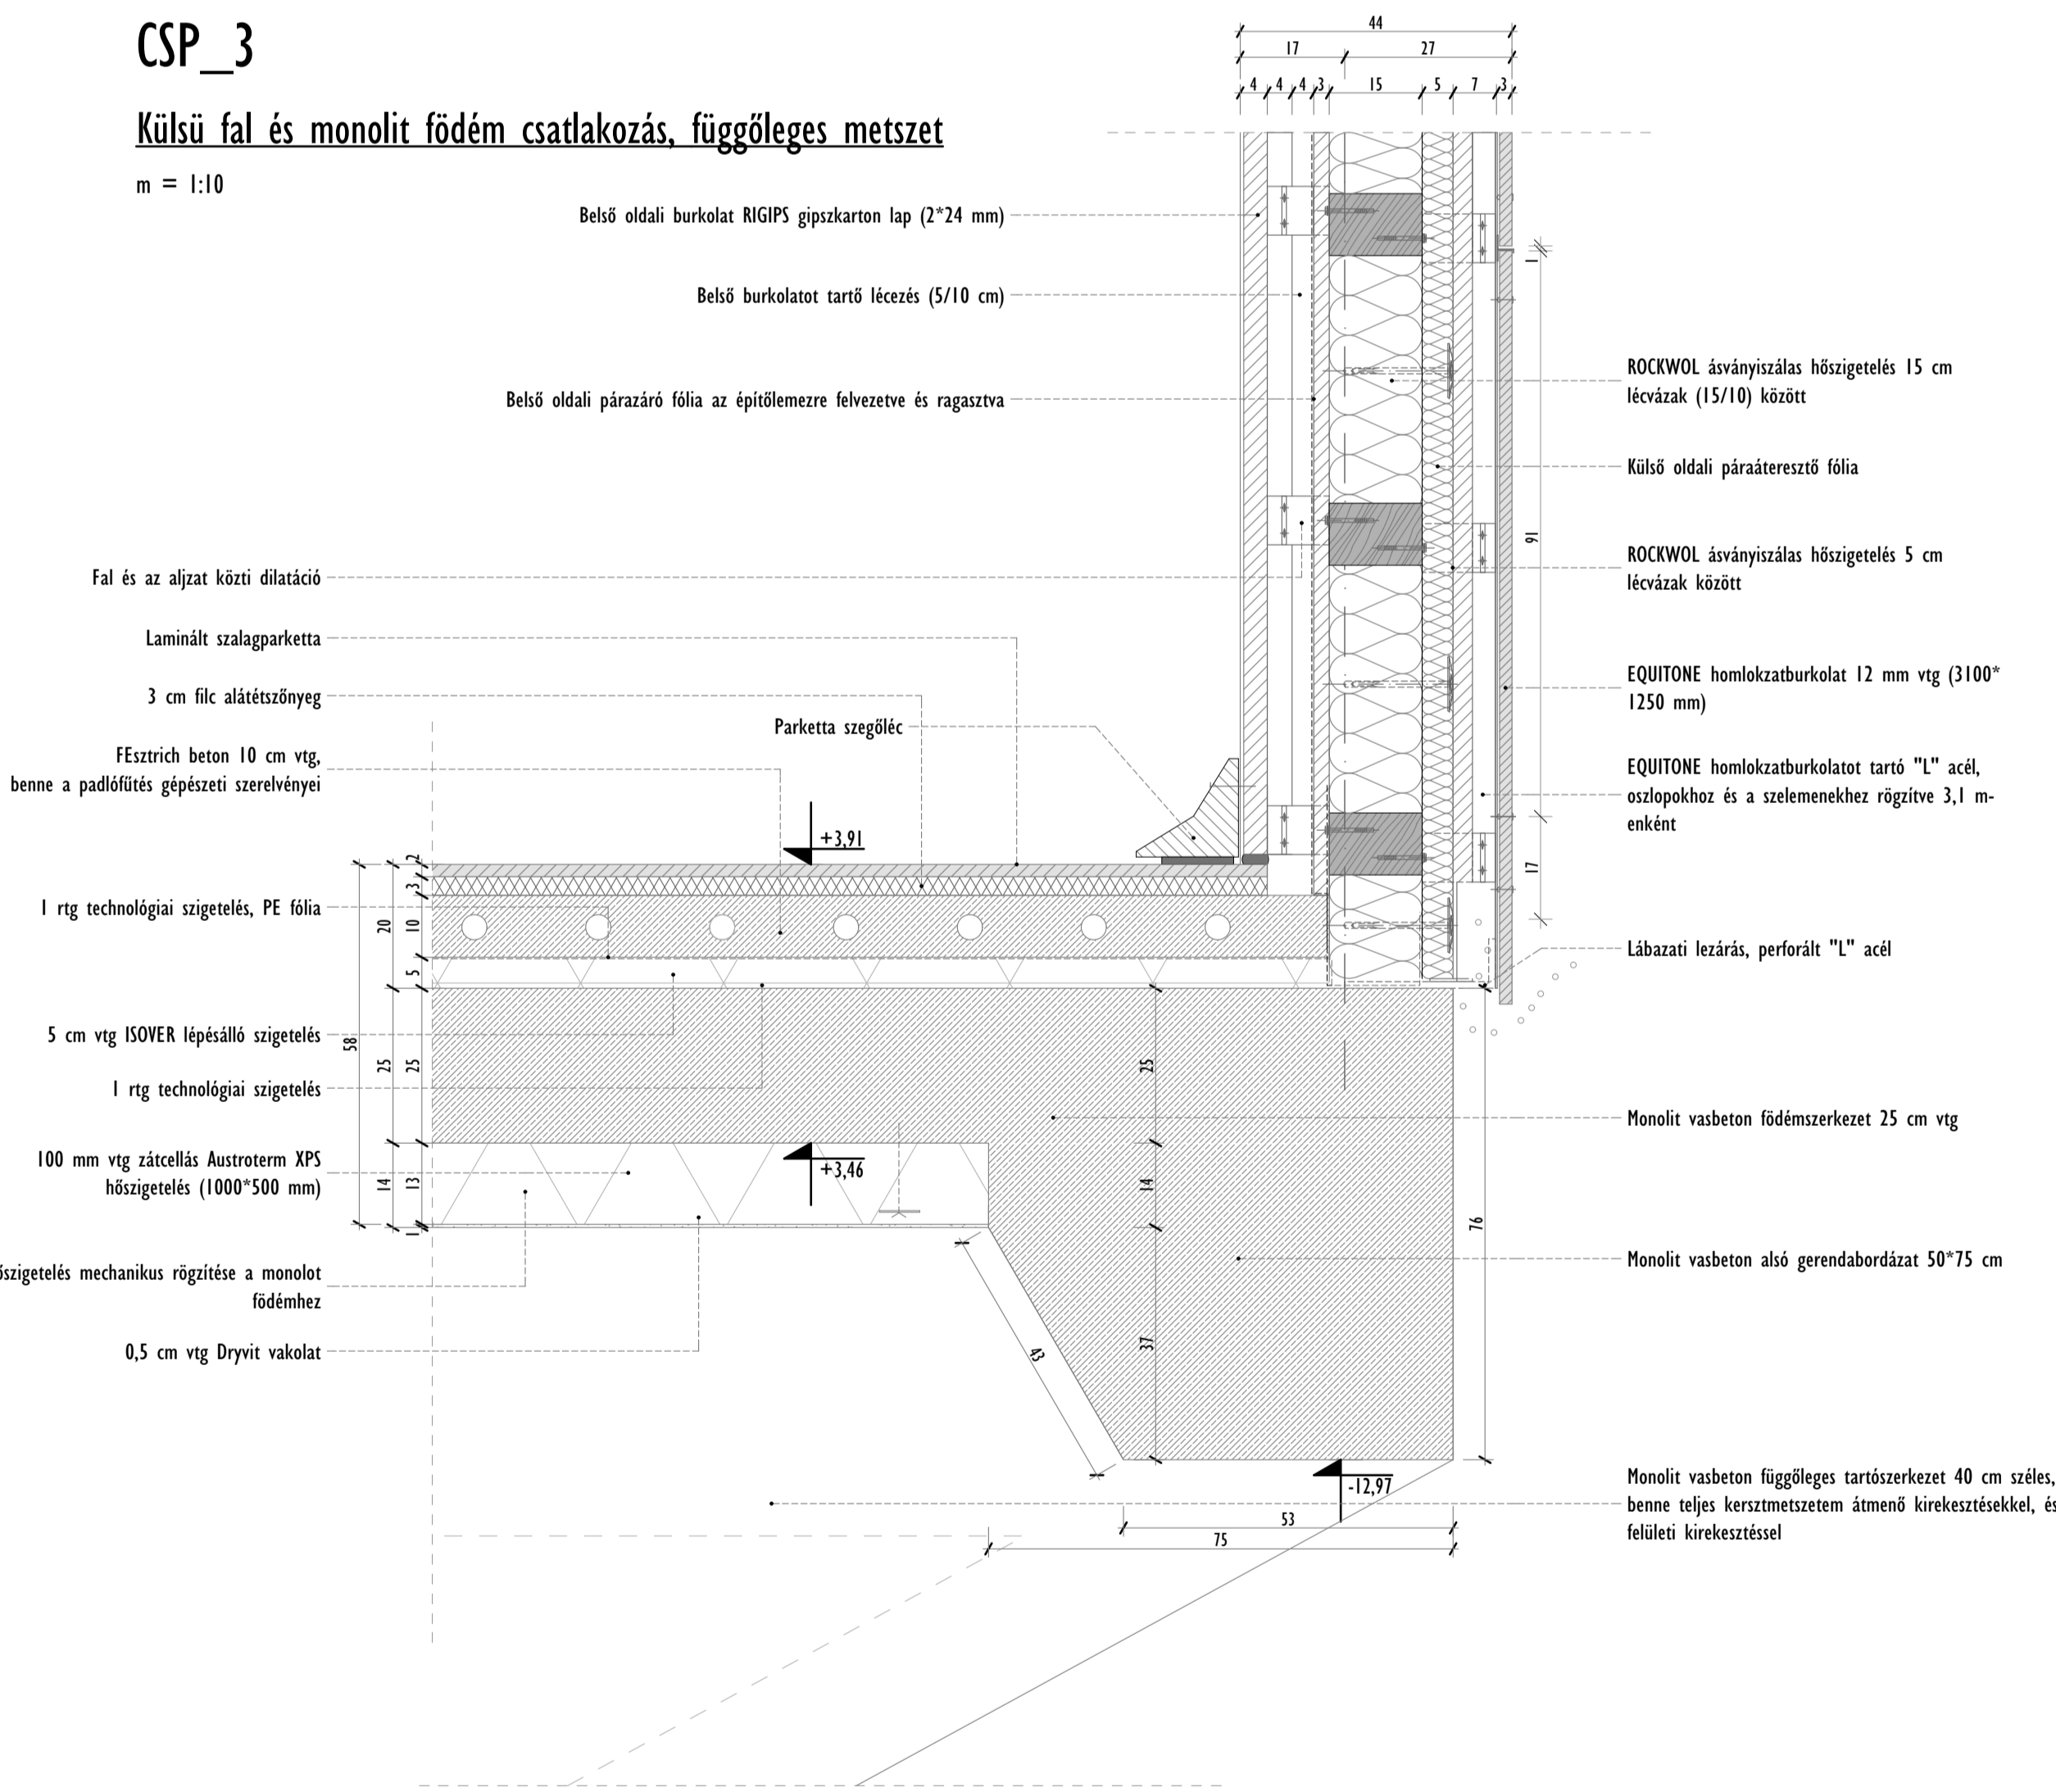 CSP_3
Külsü fal és monolit födém csatlakozás, függőleges metszet
m = 1:10
44
17
27
4
4
4
3
15
5
7
3
Belső oldali burkolat RIGIPS gipszkarton lap (2*24 mm)
Belső burkolatot tartő lécezés (5/10 cm)
Belső oldali párazáró fólia az építőlemezre felvezetve és ragasztva
Fal és az aljzat közti dilatáció
Laminált szalagparketta
3 cm filc alátétszőnyeg
Parketta szegőléc
FEsztrich beton 10 cm vtg,
benne a padlófűtés gépészeti szerelvényei
1 rtg technológiai szigetelés, PE fólia
5 cm vtg ISOVER lépésálló szigetelés
1 rtg technológiai szigetelés
100 mm vtg zátcellás Austroterm XPS
hőszigetelés (1000*500 mm)
őszigetelés mechanikus rögzítése a monolot
födémhez
0,5 cm vtg Dryvit vakolat
ROCKWOL ásványiszálas hőszigetelés 15 cm
lécvázak (15/10) között
Külső oldali páraáteresztő fólia
ROCKWOL ásványiszálas hőszigetelés 5 cm
lécvázak között
EQUITONE homlokzatburkolat 12 mm vtg (3100*
1250 mm)
EQUITONE homlokzatburkolatot tartó "L" acél,
oszlopokhoz és a szelemenekhez rögzítve 3,1 m-
enként
Lábazati lezárás, perforált "L" acél
Monolit vasbeton födémszerkezet 25 cm vtg
Monolit vasbeton alsó gerendabordázat 50*75 cm
Monolit vasbeton függőleges tartószerkezet 40 cm széles,
benne teljes kersztmetszetem átmenő kirekesztésekkel, és
felületi kirekesztéssel
1
91
17
+3,91
+3,46
-12,97
2
3
10
5
25
13
1
20
25
14
58
25
14
37
43
76
53
75